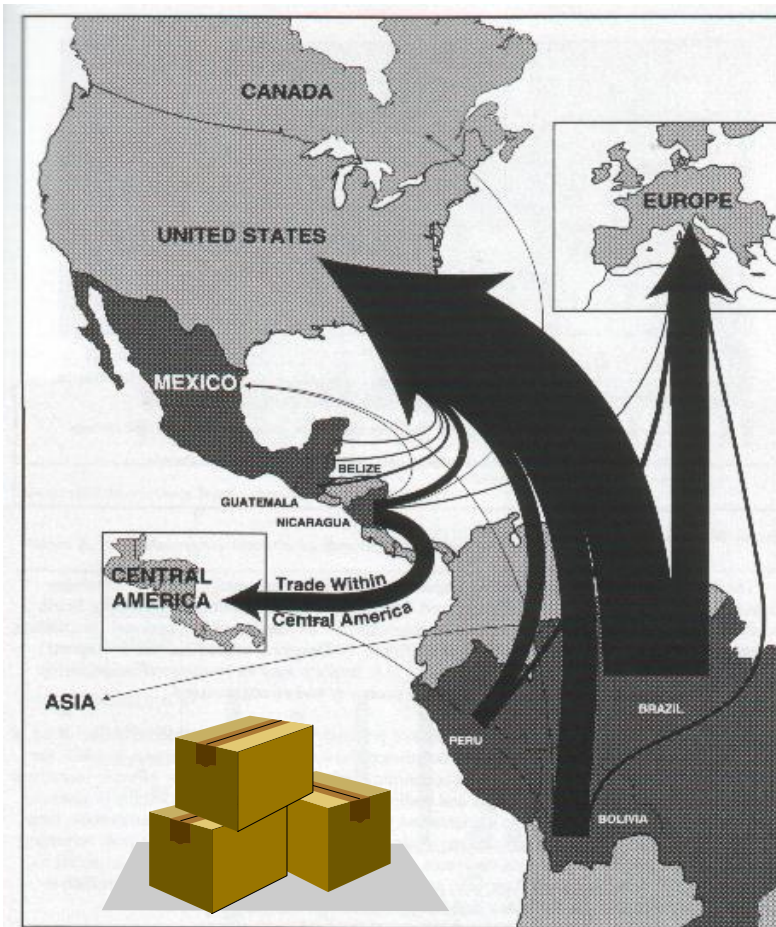 CANADA
EUROPE
UNITED STATES
MEXICO
BELIZE
GUATEMALA
NICARAGUA
CENTRAL
AMERICA
Trade Within
Central America
ASIA
PERU
BRAZIL
BOLIVIA